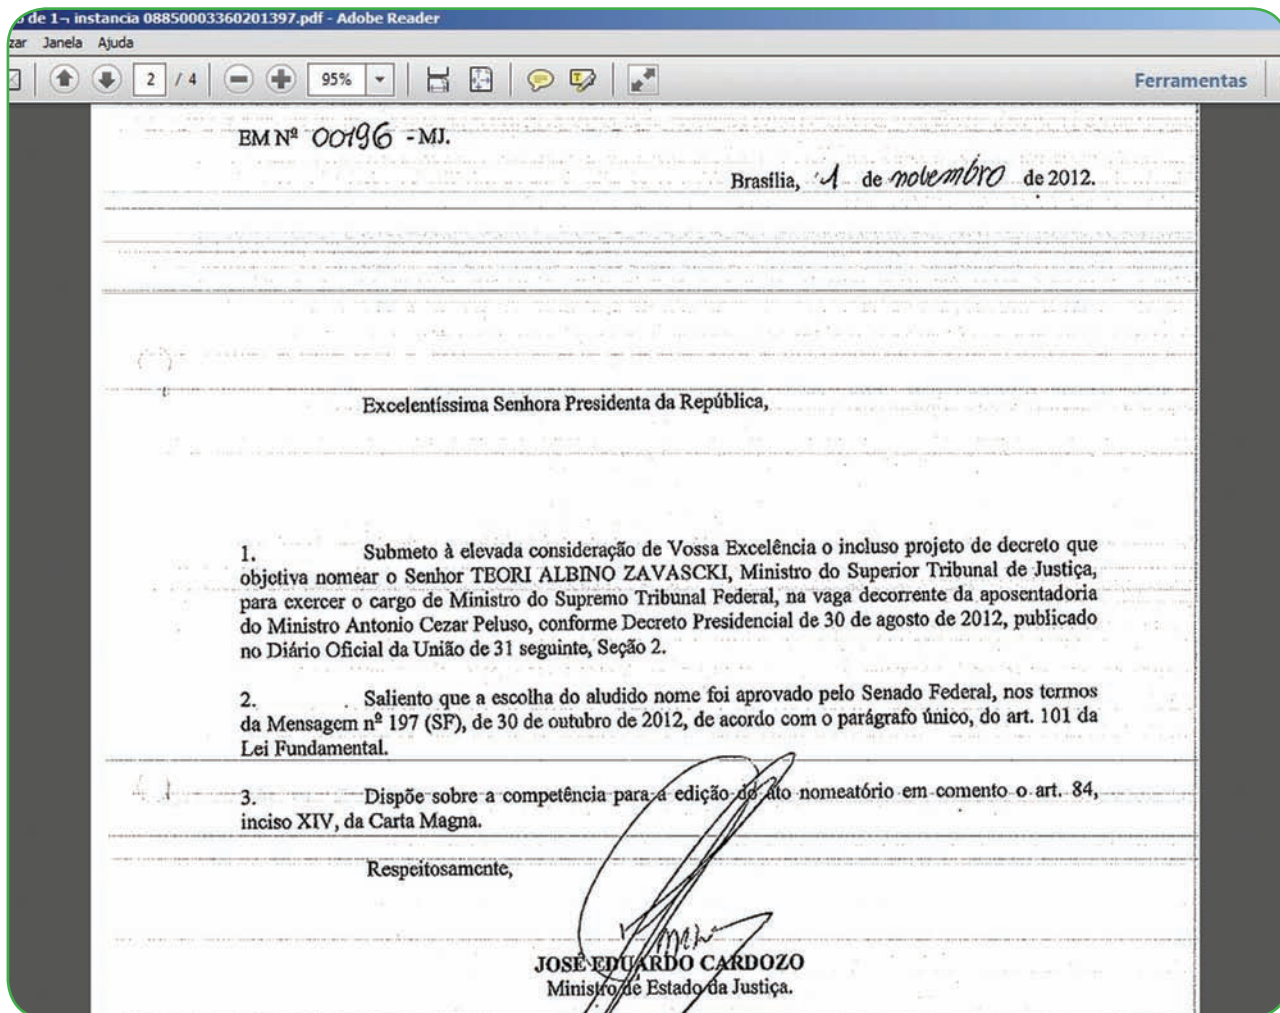 de 1¬ instancia 08850003360201397.pdf - Adobe Reader
zar Janela Ajuda
2 / 4 95% Ferramentas
EM Nº 00196 - MJ.
Brasília, 1 de novembro de 2012.
Excelentíssima Senhora Presidenta da República,
1. Submeto à elevada consideração de Vossa Excelência o incluso projeto de decreto que
objetiva nomear o Senhor TEORI ALBINO ZAVASCKI, Ministro do Superior Tribunal de Justiça,
para exercer o cargo de Ministro do Supremo Tribunal Federal, na vaga decorrente da aposentadoria
do Ministro Antonio Cezar Peluso, conforme Decreto Presidencial de 30 de agosto de 2012, publicado
no Diário Oficial da União de 31 seguinte, Seção 2.
2. Saliento que a escolha do aludido nome foi aprovado pelo Senado Federal, nos termos
da Mensagem nº 197 (SF), de 30 de outubro de 2012, de acordo com o parágrafo único, do art. 101 da
Lei Fundamental.
3. Dispõe sobre a competência para a edição do ato nomeatório em comento o art. 84,
inciso XIV, da Carta Magna.
Respeitosamente,
JOSÉ EDUARDO CARDOZO
Ministro de Estado da Justiça.